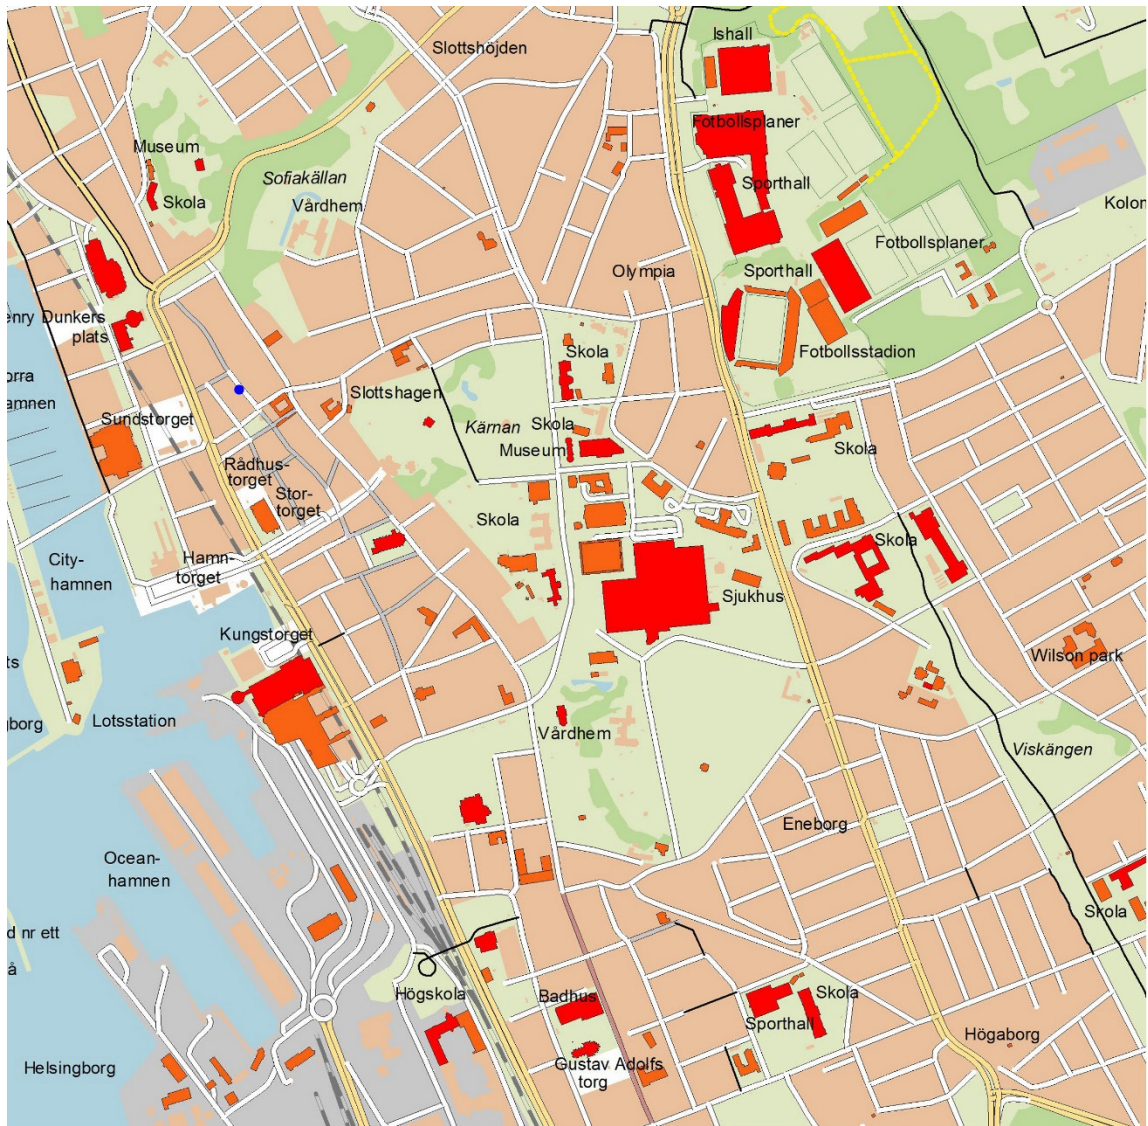 Ishall
Slottshöjden
Fotbollsplaner
Museum
Sofiakällan
Sporthall
Skola
Vårdhem
Kolon
Fotbollsplaner
Olympia
Sporthall
enry Dunkers
plats
Skola
Fotbollsstadion
orra
amnen
Slottshagen
Sundstorget
Kärnan
Skola
Museum
Skola
Rådhus-
torget
Stor-
torget
Skola
Skola
City-
hamnen
Hamn-
torget
Sjukhus
Kungstorget
Wilson park
ts
gborg
Lotsstation
Vårdhem
Viskängen
Eneborg
Ocean-
hamnen
Skola
d nr ett
å
Högskola
Badhus
Skola
Sporthall
Högaborg
Helsingborg
Gustav Adolfs
torg